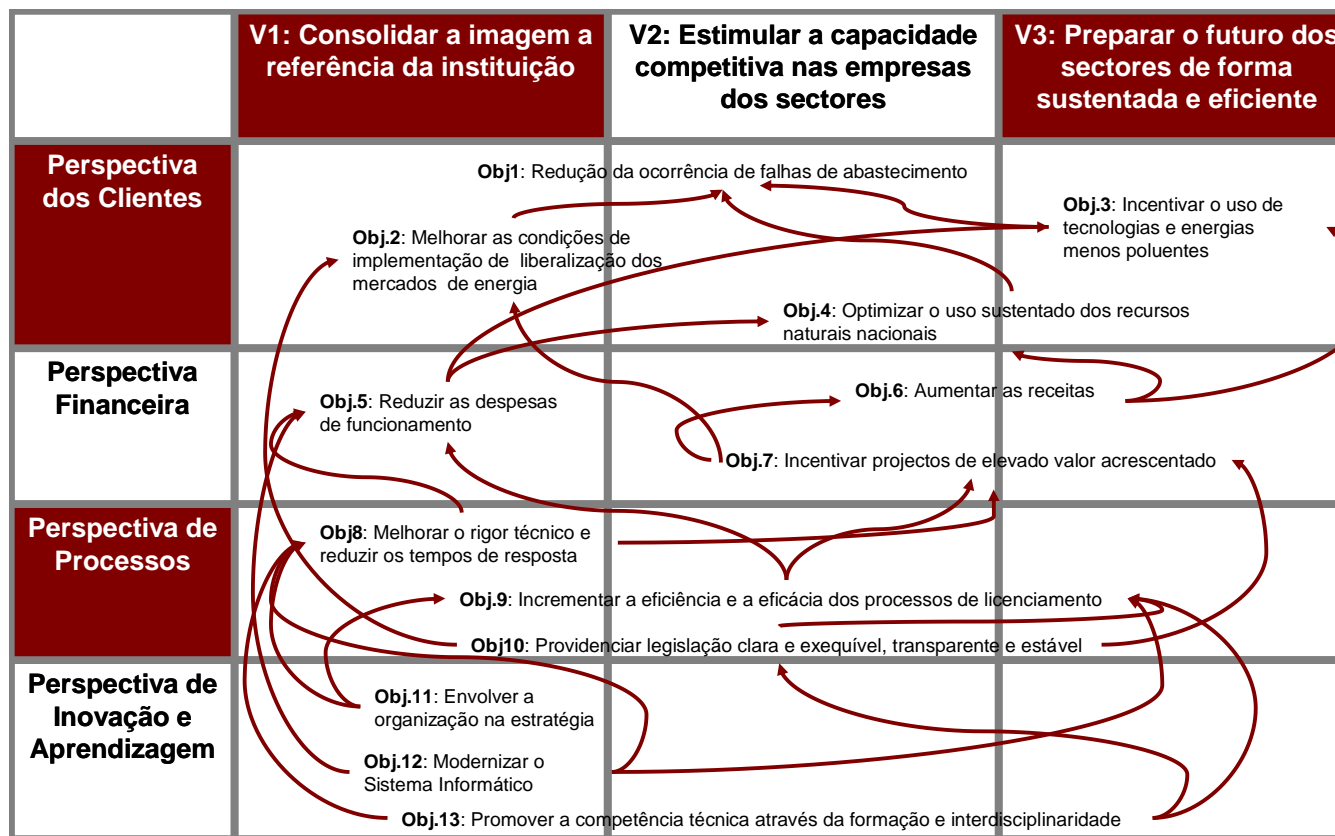 V1: Consolidar a imagem a
referência da instituição
V2: Estimular a capacidade
competitiva nas empresas
dos sectores
V3: Preparar o futuro dos
sectores de forma
sustentada e eficiente
Perspectiva
dos Clientes
Obj1: Redução da ocorrência de falhas de abastecimento
Obj.2: Melhorar as condições de
implementação de liberalização dos
mercados de energia
Obj.3: Incentivar o uso de
tecnologias e energias
menos poluentes
Obj.4: Optimizar o uso sustentado dos recursos
naturais nacionais
Perspectiva
Financeira
Obj.5: Reduzir as despesas
de funcionamento
Obj.6: Aumentar as receitas
Obj.7: Incentivar projectos de elevado valor acrescentado
Perspectiva de
Processos
Obj8: Melhorar o rigor técnico e
reduzir os tempos de resposta
Obj.9: Incrementar a eficiência e a eficácia dos processos de licenciamento
Obj10: Providenciar legislação clara e exequível, transparente e estável
Perspectiva de
Inovação e
Aprendizagem
Obj.11: Envolver a
organização na estratégia
Obj.12: Modernizar o
Sistema Informático
Obj.13: Promover a competência técnica através da formação e interdisciplinaridade